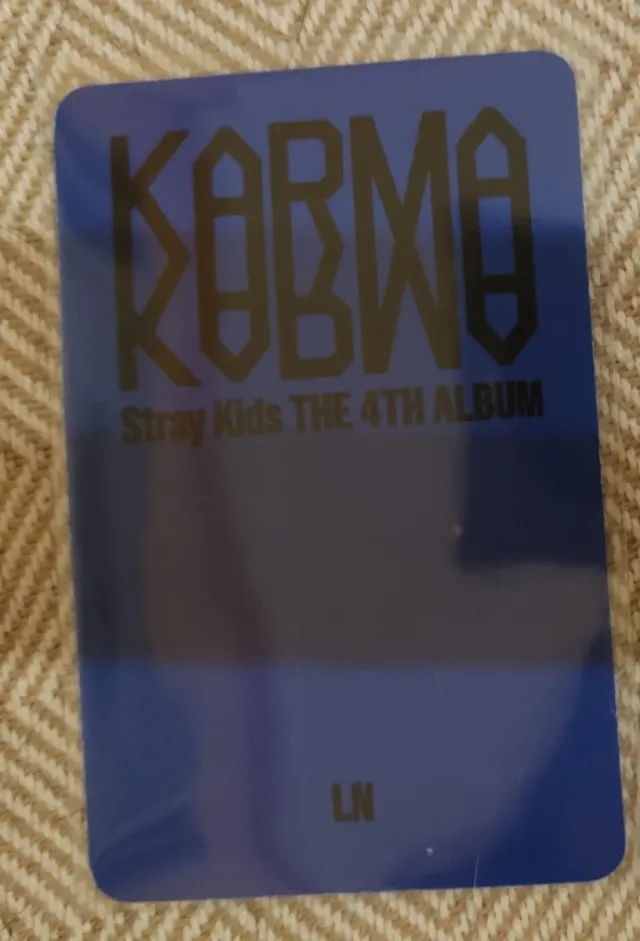 KARMA
Stray Kids THE 4TH ALBUM
LN